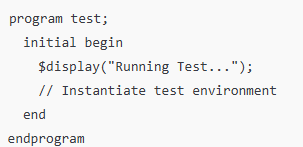 program test;
  initial begin
    $display("Running Test...");
    // Instantiate test environment
  end
endprogram